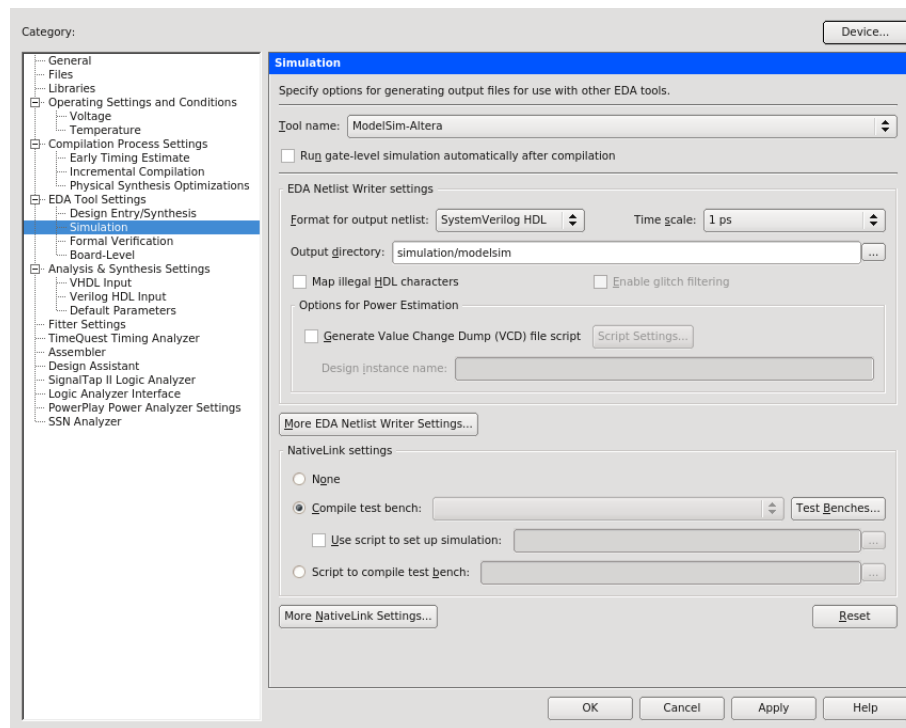 Category:
Device...
General
Files
Libraries
Operating Settings and Conditions
Voltage
Temperature
Compilation Process Settings
Early Timing Estimate
Incremental Compilation
Physical Synthesis Optimizations
EDA Tool Settings
Design Entry/Synthesis
Simulation
Formal Verification
Board-Level
Analysis & Synthesis Settings
VHDL Input
Verilog HDL Input
Default Parameters
Fitter Settings
TimeQuest Timing Analyzer
Assembler
Design Assistant
SignalTap II Logic Analyzer
Logic Analyzer Interface
PowerPlay Power Analyzer Settings
SSN Analyzer
Simulation
Specify options for generating output files for use with other EDA tools.
Tool name: ModelSim-Altera
Run gate-level simulation automatically after compilation
EDA Netlist Writer settings
Format for output netlist: SystemVerilog HDL Time scale: 1 ps
Output directory: simulation/modelsim ...
Map illegal HDL characters Enable glitch filtering
Options for Power Estimation
Generate Value Change Dump (VCD) file script Script Settings...
Design instance name:
More EDA Netlist Writer Settings...
NativeLink settings
None
Compile test bench: Test Benches...
Use script to set up simulation: ...
Script to compile test bench: ...
More NativeLink Settings... Reset
OK Cancel Apply Help